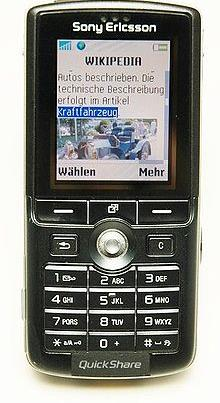 Sony Ericsson
WIKIPEDIA
Autos beschrieben. Die
technische Beschreibung
erfolgt im Artikel
Kraftfahrzeug
Wählen Mehr
C
1 2 ABC 3 DEF
4 GHI 5 JKL 6 MNO
7 PQRS 8 TUV 9 WXYZ
* a/A 0 + #
QuickShare